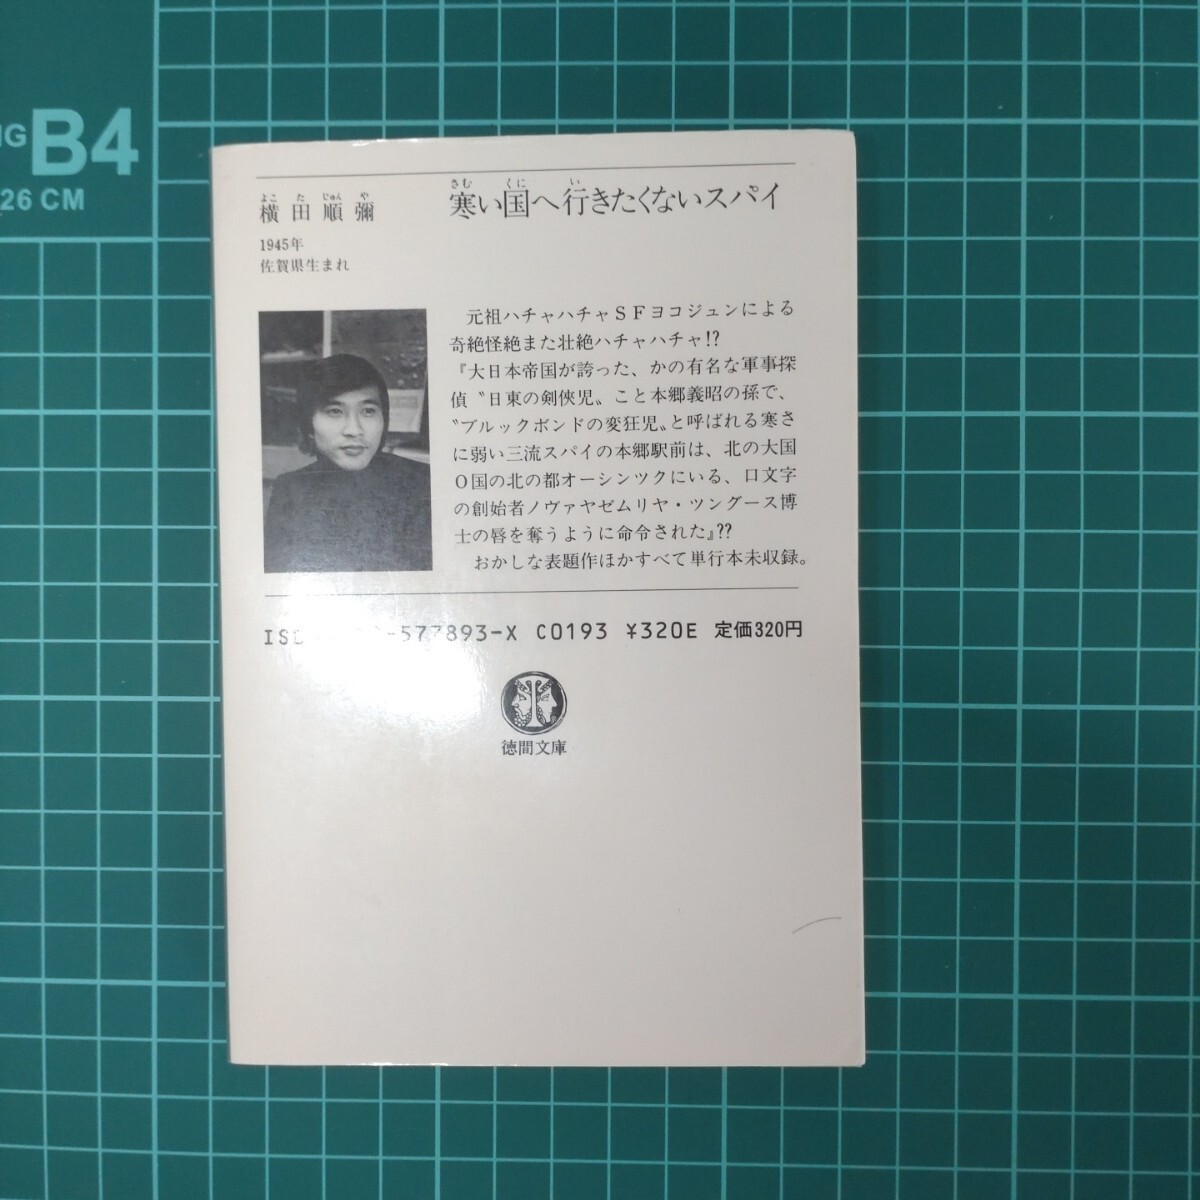 B4
26 CM
よこ た じゅん や
横田順彌
1945年
佐賀県生まれ
さむ くに い
寒い国へ行きたくないスパイ
元祖ハチャハチャSFヨコジュンによる
奇絶怪絶また壮絶ハチャハチャ!?
『大日本帝国が誇った、かの有名な軍事探
偵〝日東の剣俠児〟こと本郷義昭の孫で、
〝ブルックボンドの変狂児〟と呼ばれる寒さ
に弱い三流スパイの本郷駅前は、北の大国
O国の北の都オーシンツクにいる、口文字
の創始者ノヴァヤゼムリヤ・ツングース博
士の唇を奪うように命令された』??
おかしな表題作ほかすべて単行本未収録。
-577893-X C0193 ¥320E 定価320円
徳間文庫